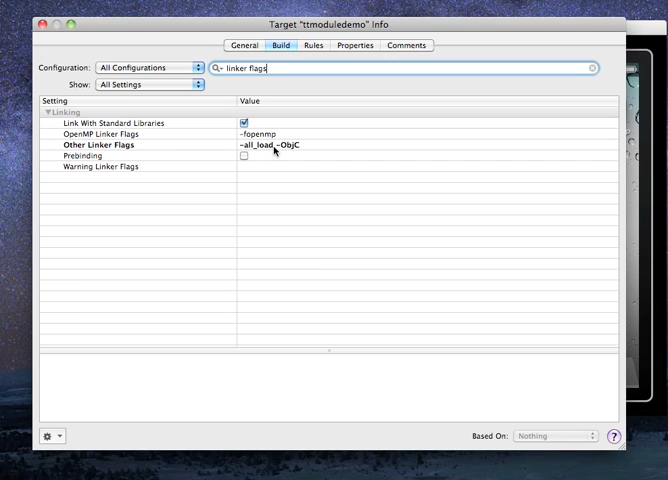 Target "ttmoduledemo" Info
General Build Rules Properties Comments
Configuration: All Configurations linker flags
Show: All Settings
Setting Value
Linking
Link With Standard Libraries
OpenMP Linker Flags -fopenmp
Other Linker Flags -all_load -ObjC
Prebinding
Warning Linker Flags
Based On: Nothing ?